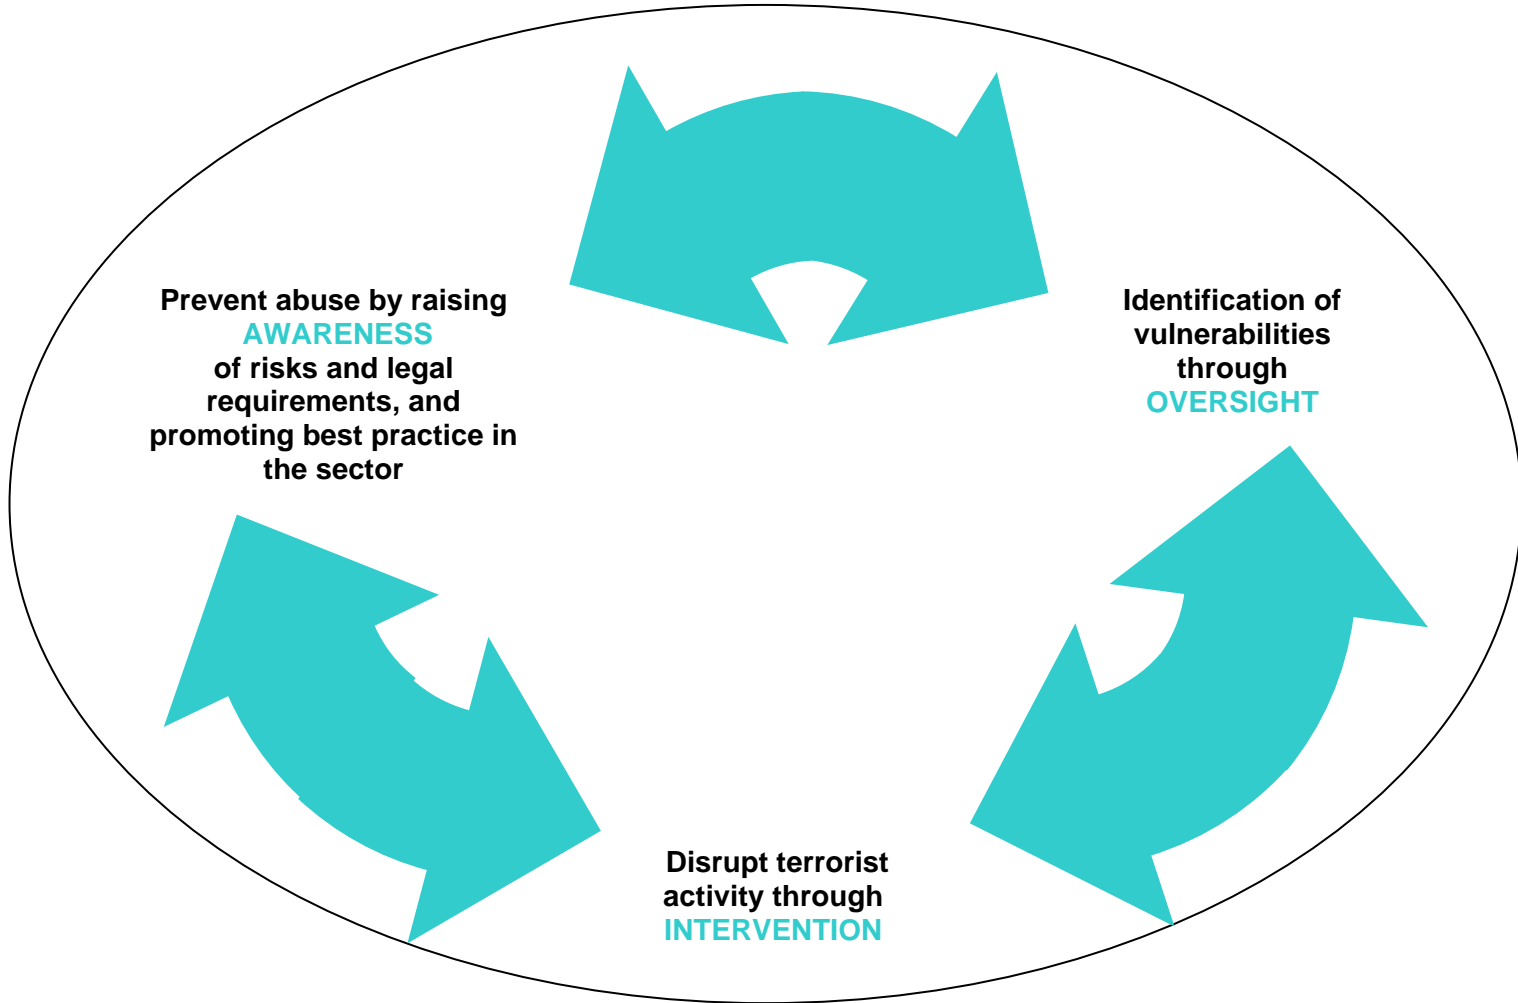 Prevent abuse by raising
AWARENESS
of risks and legal
requirements, and
promoting best practice in
the sector
Identification of
vulnerabilities
through
OVERSIGHT
Disrupt terrorist
activity through
INTERVENTION